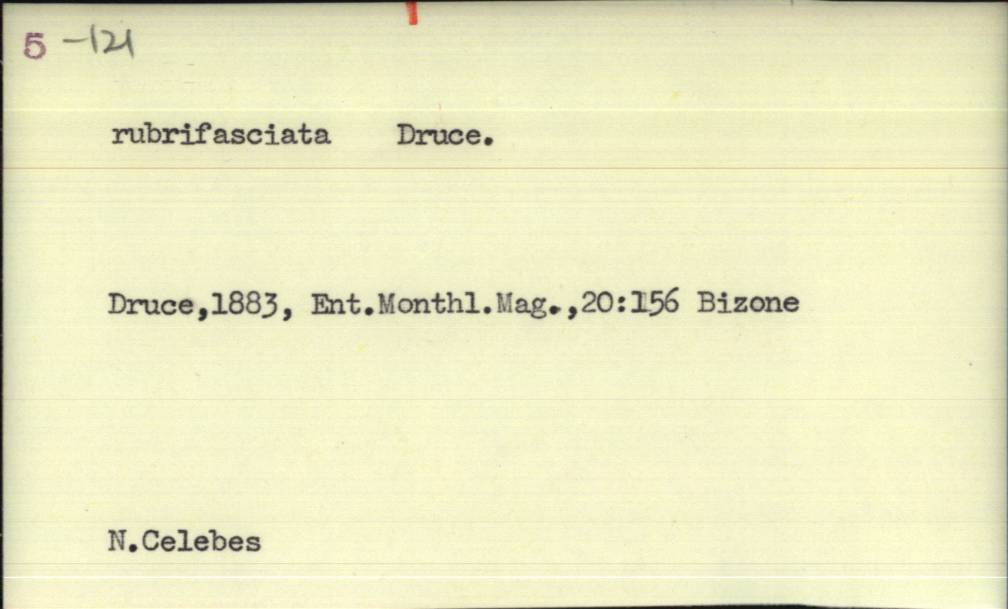 5 -121
rubrifasciata Druce.
Druce,1883, Ent.Monthl.Mag.,20:156 Bizone
N.Celebes